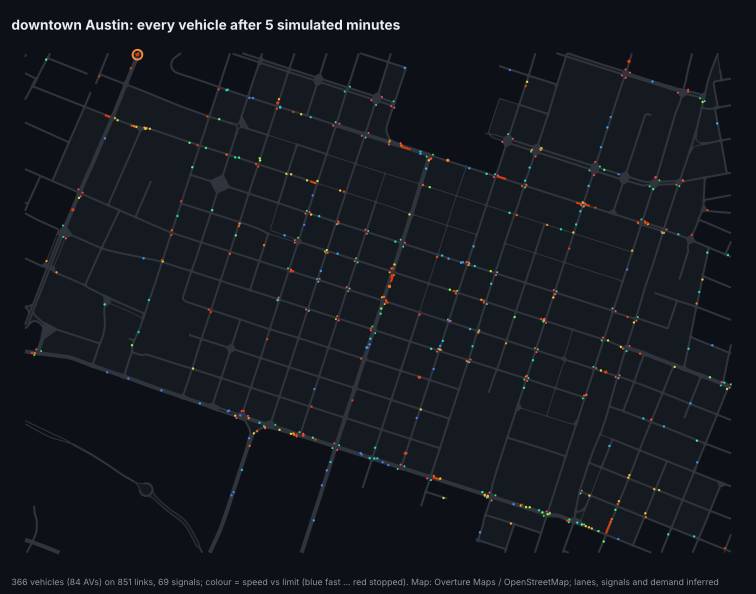 downtown Austin: every vehicle after 5 simulated minutes
366 vehicles (84 AVs) on 851 links, 69 signals; colour = speed vs limit (blue fast ... red stopped). Map: Overture Maps / OpenStreetMap; lanes, signals and demand inferred